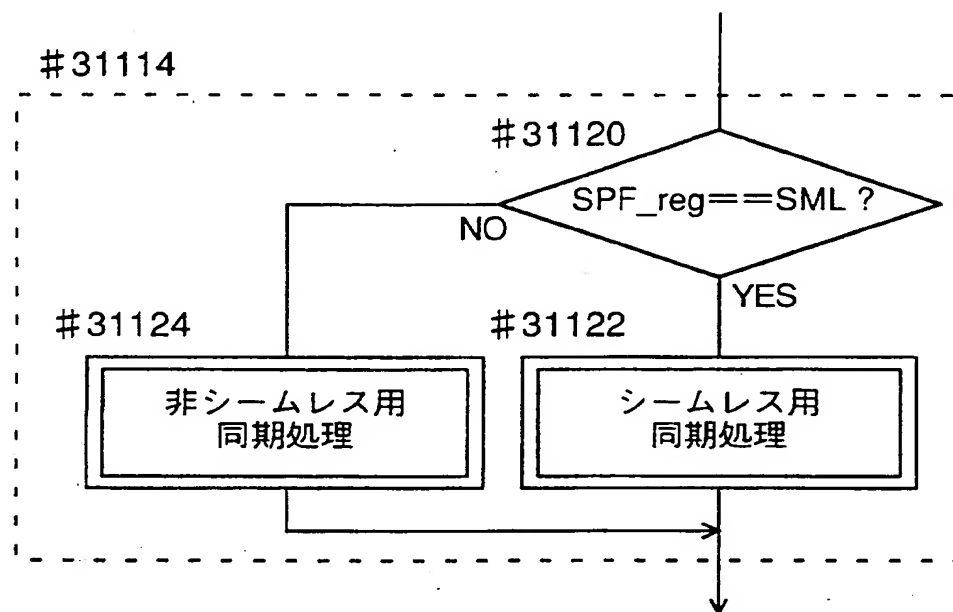 #31114
#31120
SPF_reg==SML ?
NO
YES
#31124
#31122
非シームレス用
同期処理
シームレス用
同期処理